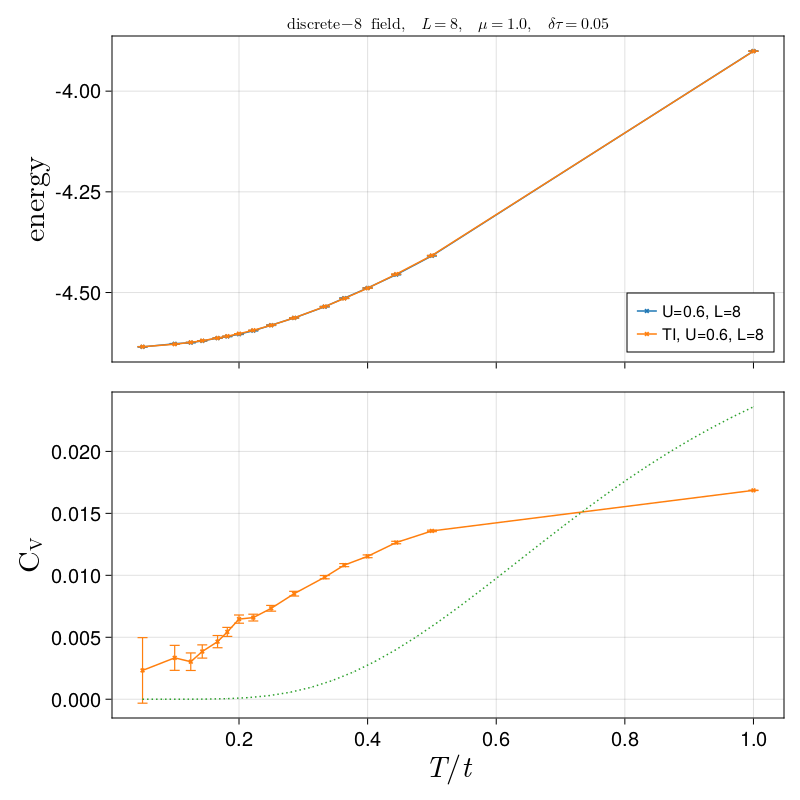 discrete−8 field, L = 8, μ = 1.0, δτ = 0.05
energy
-4.00
-4.25
-4.50
U=0.6, L=8
TI, U=0.6, L=8
C_V
0.020
0.015
0.010
0.005
0.000
0.2 0.4 0.6 0.8 1.0
T/t